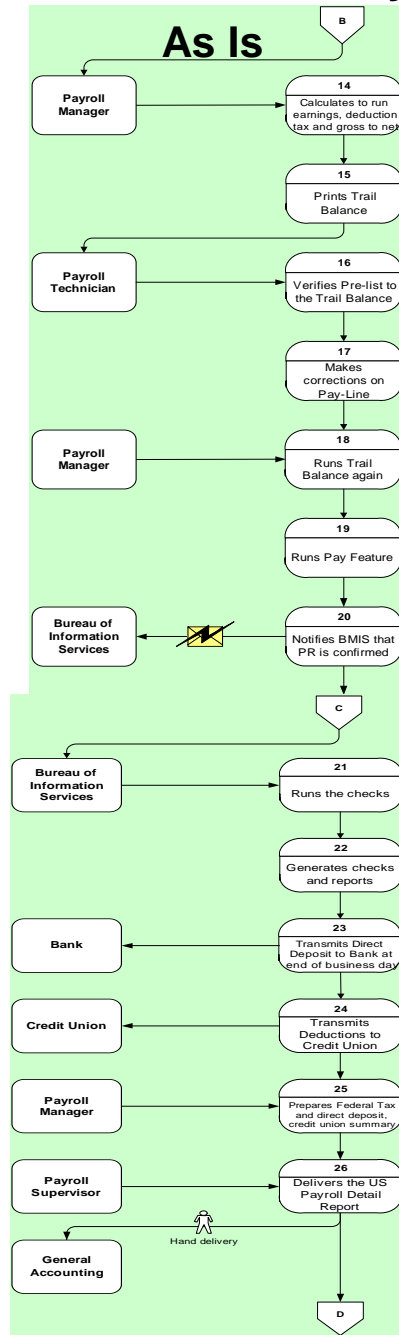 B
As Is
Payroll
Manager
14
Calculates to run
earnings, deduction
tax and gross to net
15
Prints Trail
Balance
Payroll
Technician
16
Verifies Pre-list to
the Trail Balance
17
Makes
corrections on
Pay-Line
Payroll
Manager
18
Runs Trail
Balance again
19
Runs Pay Feature
Bureau of
Information
Services
20
Notifies BMIS that
PR is confirmed
C
Bureau of
Information
Services
21
Runs the checks
22
Generates checks
and reports
Bank
23
Transmits Direct
Deposit to Bank at
end of business day
Credit Union
24
Transmits
Deductions to
Credit Union
Payroll
Manager
25
Prepares Federal Tax
and direct deposit,
credit union summary
Payroll
Supervisor
26
Delivers the US
Payroll Detail
Report
Hand delivery
General
Accounting
D